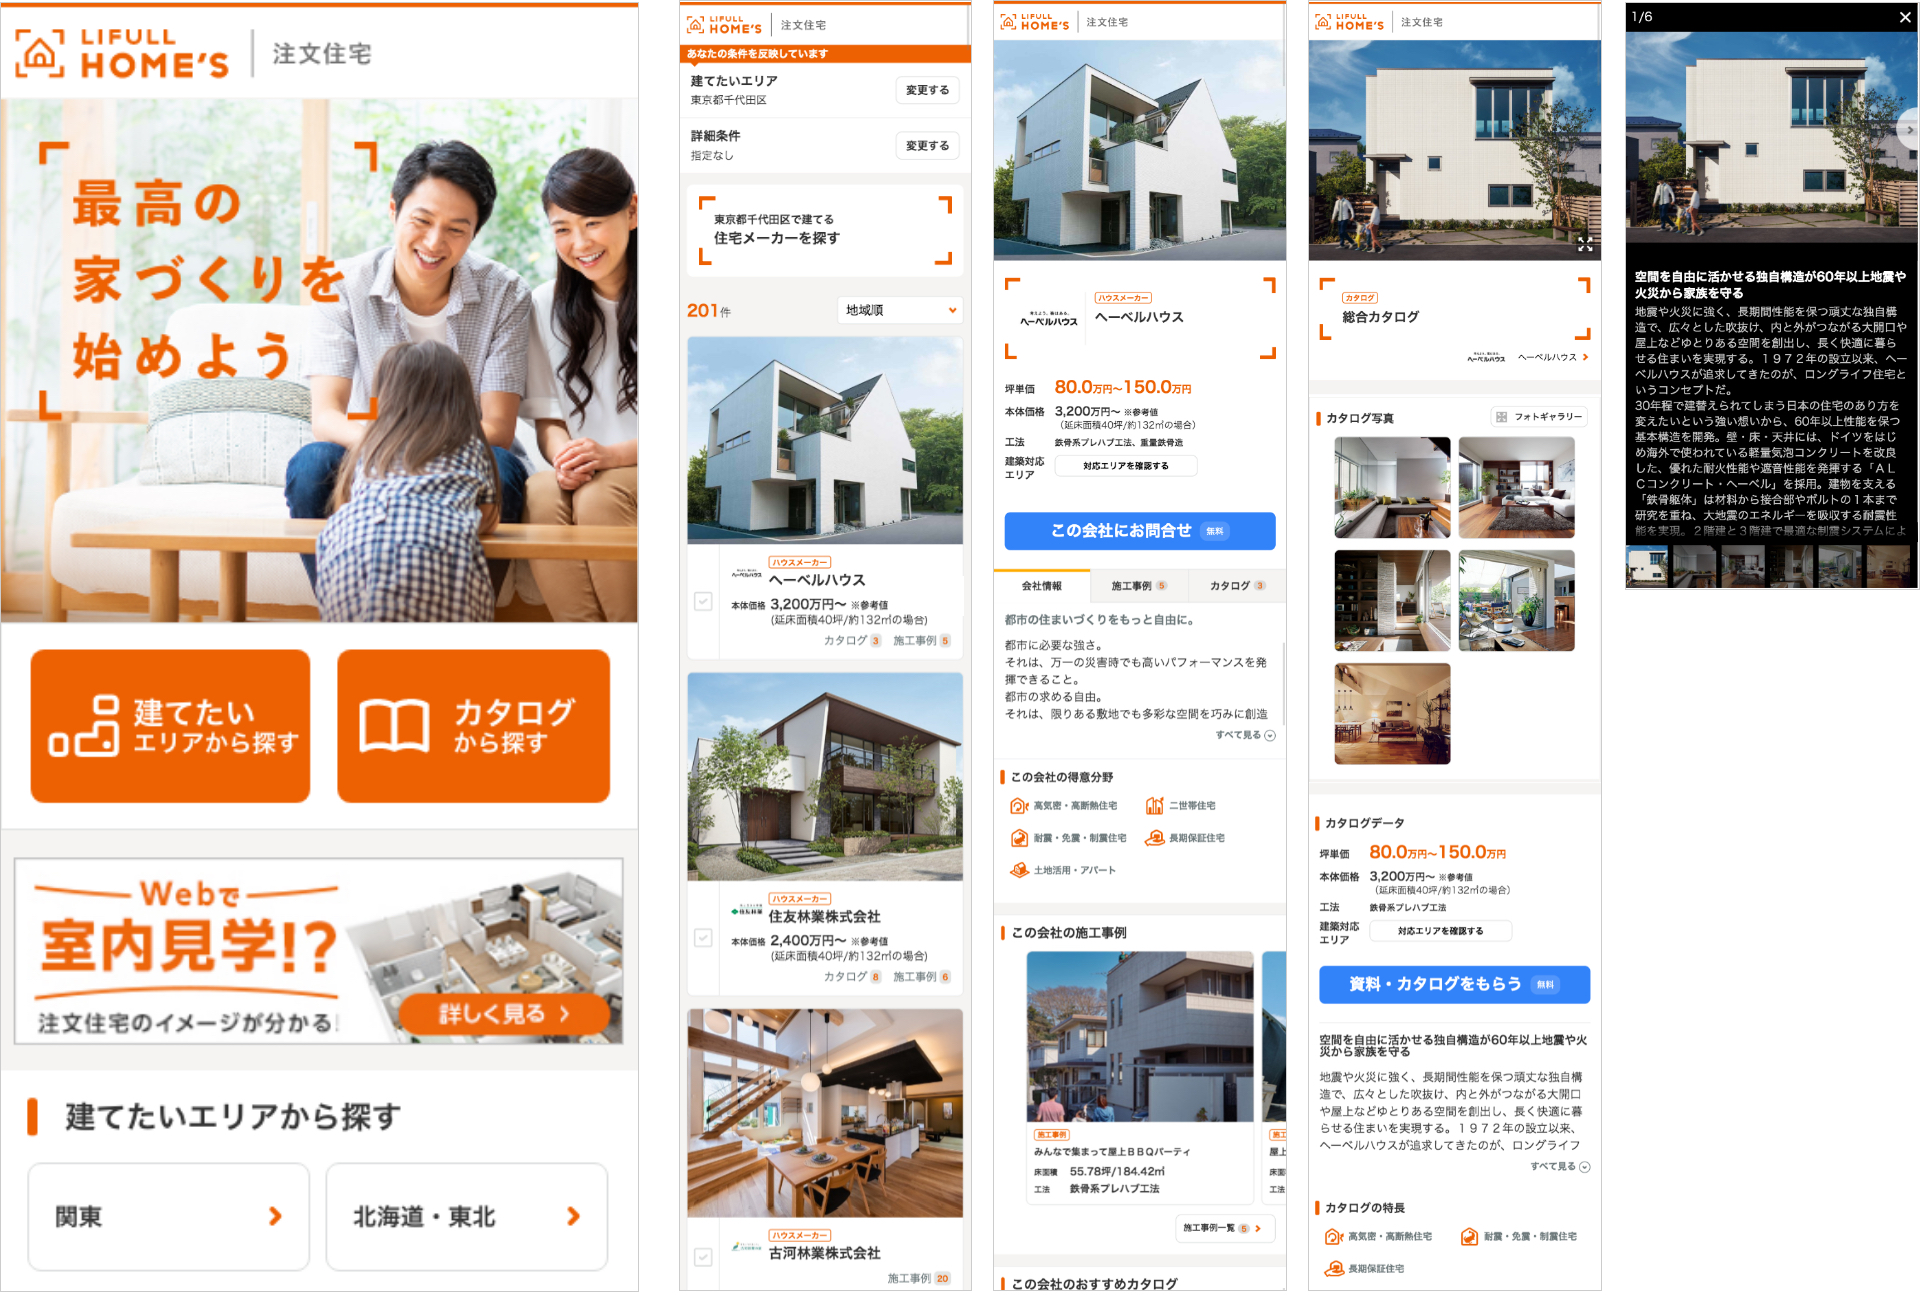 LIFULL
HOME'S
注文住宅
最高の
家づくりを
始めよう
建てたい
エリアから探す
カタログ
から探す
Webで
室内見学!?
注文住宅のイメージが分かる!
詳しく見る
建てたいエリアから探す
関東
北海道・東北
LIFULL
HOME'S
注文住宅
あなたの条件を反映しています
建てたいエリア
東京都千代田区
変更する
詳細条件
指定なし
変更する
東京都千代田区で建てる
住宅メーカーを探す
201件
地域順
ハウスメーカー
ヘーベルハウス
ヘーベルハウス
本体価格 3,200万円〜 ※参考値
(延床面積40坪/約132㎡の場合)
カタログ 3 施工事例 5
ハウスメーカー
住友林業
住友林業株式会社
本体価格 2,400万円〜 ※参考値
(延床面積40坪/約132㎡の場合)
カタログ 8 施工事例 6
ハウスメーカー
古河林業株式会社
施工事例 20
LIFULL
HOME'S
注文住宅
ハウスメーカー
ヘーベルハウス
ヘーベルハウス
坪単価 80.0万円〜150.0万円
本体価格 3,200万円〜 ※参考値
（延床面積40坪/約132㎡の場合）
工法 鉄骨系プレハブ工法、重量鉄骨造
建築対応
エリア
対応エリアを確認する
この会社にお問合せ 無料
会社情報
施工事例 5
カタログ 3
都市の住まいづくりをもっと自由に。
都市に必要な強さ。
それは、万一の災害時でも高いパフォーマンスを発
揮できること。
都市の求める自由。
それは、限りある敷地でも多彩な空間を巧みに創造
すべて見る
この会社の得意分野
高気密・高断熱住宅
二世帯住宅
耐震・免震・制震住宅
長期保証住宅
土地活用・アパート
この会社の施工事例
施工事例
みんなで集まって屋上ＢＢＱパーティ
床面積 55.78坪/184.42㎡
工法 鉄骨系プレハブ工法
施工
屋上
床面
工法
施工事例一覧 5
この会社のおすすめカタログ
LIFULL
HOME'S
注文住宅
カタログ
総合カタログ
ヘーベルハウス
ヘーベルハウス
カタログ写真
フォトギャラリー
カタログデータ
坪単価 80.0万円〜150.0万円
本体価格 3,200万円〜 ※参考値
（延床面積40坪/約132㎡の場合）
工法 鉄骨系プレハブ工法
建築対応
エリア
対応エリアを確認する
資料・カタログをもらう 無料
空間を自由に活かせる独自構造が60年以上地震や火
災から家族を守る
地震や火災に強く、長期間性能を保つ頑丈な独自構
造で、広々とした吹抜け、内と外がつながる大開口
や屋上などゆとりある空間を創出し、長く快適に暮
らせる住まいを実現する。１９７２年の設立以来、
ヘーベルハウスが追求してきたのが、ロングライフ
すべて見る
カタログの特長
高気密・高断熱住宅
耐震・免震・制震住宅
長期保証住宅
1/6
空間を自由に活かせる独自構造が60年以上地震や
火災から家族を守る
地震や火災に強く、長期間性能を保つ頑丈な独自構
造で、広々とした吹抜け、内と外がつながる大開口や
屋上などゆとりある空間を創出し、長く快適に暮ら
せる住まいを実現する。１９７２年の設立以来、ヘー
ベルハウスが追求してきたのが、ロングライフ住宅と
いうコンセプトだ。
30年程で建替えられてしまう日本の住宅のあり方を
変えたいという強い想いから、60年以上性能を保つ
基本構造を開発。壁・床・天井には、ドイツをはじ
め海外で使われている軽量気泡コンクリートを改良
した、優れた耐火性能や遮音性能を発揮する「ＡＬ
Ｃコンクリート・ヘーベル」を採用。建物を支える
「鉄骨躯体」は材料から接合部やボルトの１本まで
研究を重ね、大地震のエネルギーを吸収する耐震性
能を実現。２階建と３階建で最適な制震システムによ